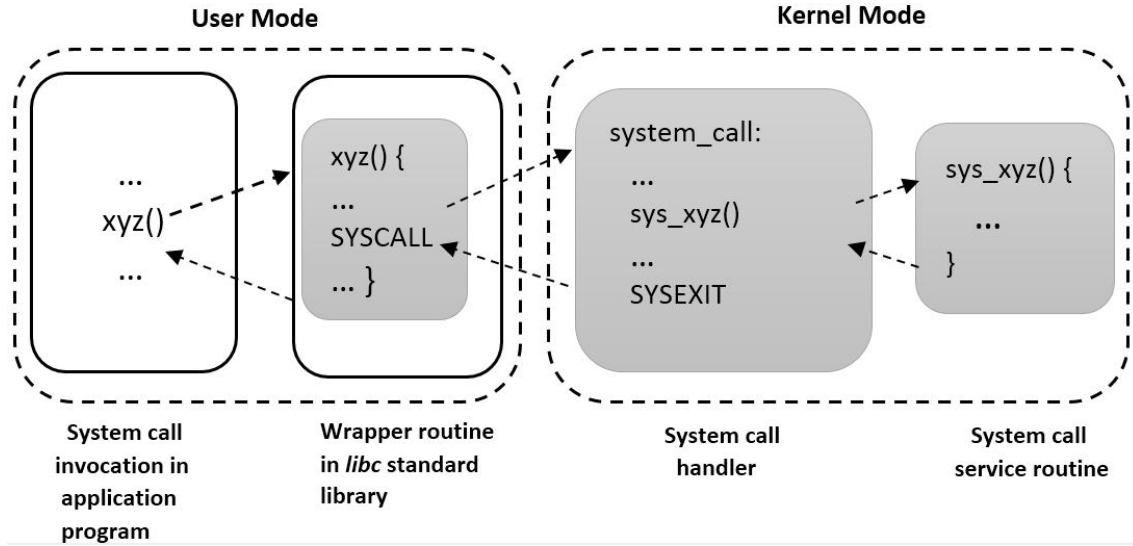 User Mode
Kernel Mode
...
xyz()
...
xyz() {
...
SYSCALL
... }
system_call:
...
sys_xyz()
...
SYSEXIT
sys_xyz() {
...
}
System call
invocation in
application
program
Wrapper routine
in libc standard
library
System call
handler
System call
service routine